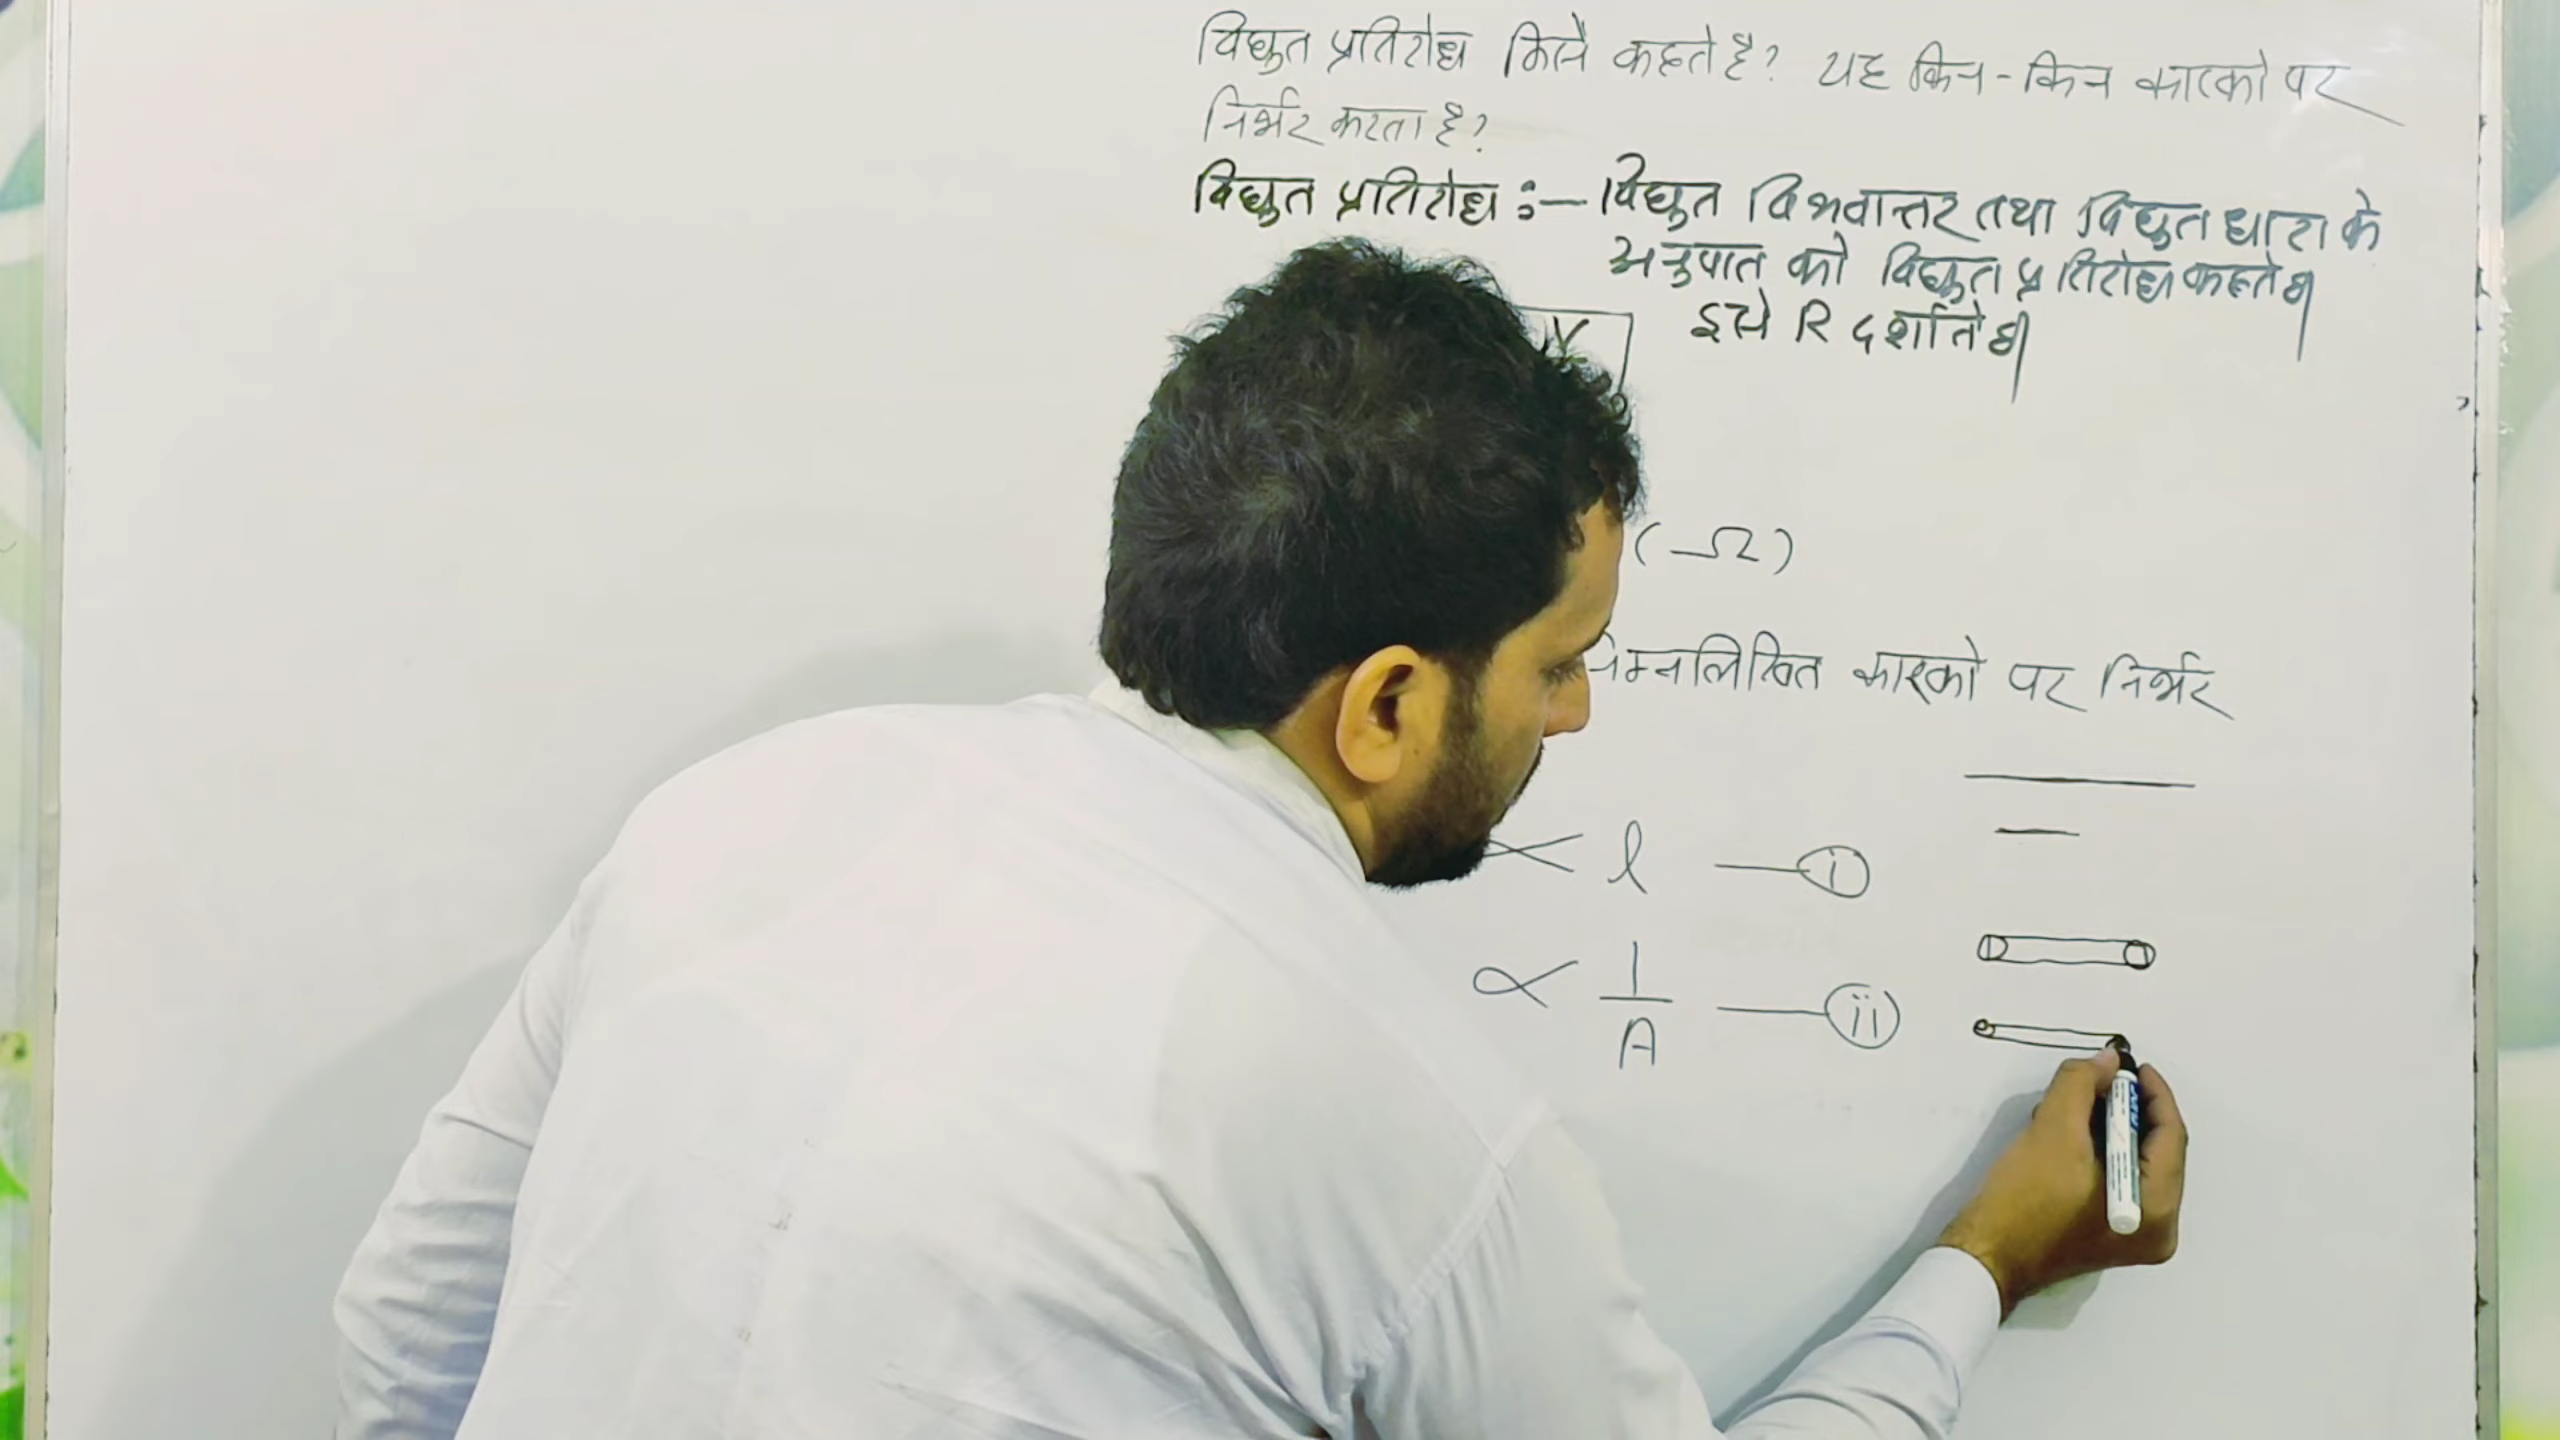 विद्युत प्रतिरोध किसे कहते है? यह किन-किन कारको पर
निर्भर करता है?
विद्युत प्रतिरोध :— विद्युत विभवान्तर तथा विद्युत धारा के
अनुपात को विद्युत प्रतिरोध कहते है।
इसे R दर्शाते है।
V
(Ω)
निम्नलिखित कारको पर निर्भर
∝ l — (i)
∝ 1/A — (ii)